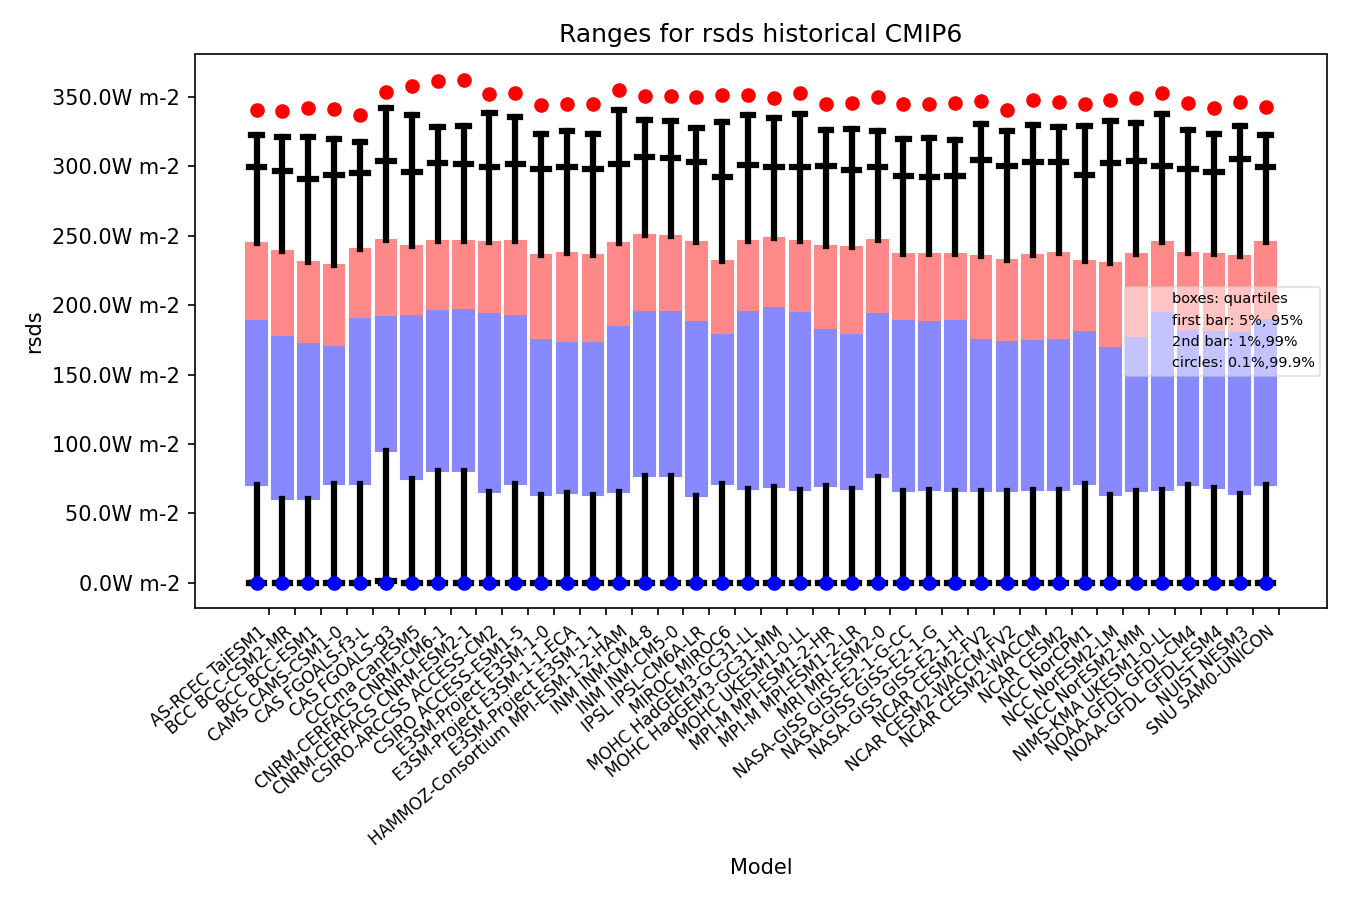 Ranges for rsds historical CMIP6
350.0W m-2
300.0W m-2
250.0W m-2
200.0W m-2
150.0W m-2
100.0W m-2
50.0W m-2
0.0W m-2
rsds
boxes: quartiles
first bar: 5%, 95%
2nd bar: 1%,99%
circles: 0.1%,99.9%
AS-RCEC TaiESM1
BCC BCC-CSM2-MR
BCC BCC-ESM1
CAMS CAMS-CSM1-0
CAS FGOALS-f3-L
CAS FGOALS-g3
CCCma CanESM5
CNRM-CERFACS CNRM-CM6-1
CNRM-CERFACS CNRM-ESM2-1
CSIRO-ARCCSS ACCESS-CM2
CSIRO ACCESS-ESM1-5
E3SM-Project E3SM-1-0
E3SM-Project E3SM-1-1-ECA
E3SM-Project E3SM-1-1
HAMMOZ-Consortium MPI-ESM-1-2-HAM
INM INM-CM4-8
INM INM-CM5-0
IPSL IPSL-CM6A-LR
MIROC MIROC6
MOHC HadGEM3-GC31-LL
MOHC HadGEM3-GC31-MM
MOHC UKESM1-0-LL
MPI-M MPI-ESM1-2-HR
MPI-M MPI-ESM1-2-LR
MRI MRI-ESM2-0
NASA-GISS GISS-E2-1-G-CC
NASA-GISS GISS-E2-1-G
NASA-GISS GISS-E2-1-H
NCAR CESM2-FV2
NCAR CESM2-WACCM-FV2
NCAR CESM2-WACCM
NCAR CESM2
NCC NorCPM1
NCC NorESM2-LM
NCC NorESM2-MM
NIMS-KMA UKESM1-0-LL
NOAA-GFDL GFDL-CM4
NOAA-GFDL GFDL-ESM4
NUIST NESM3
SNU SAM0-UNICON
Model